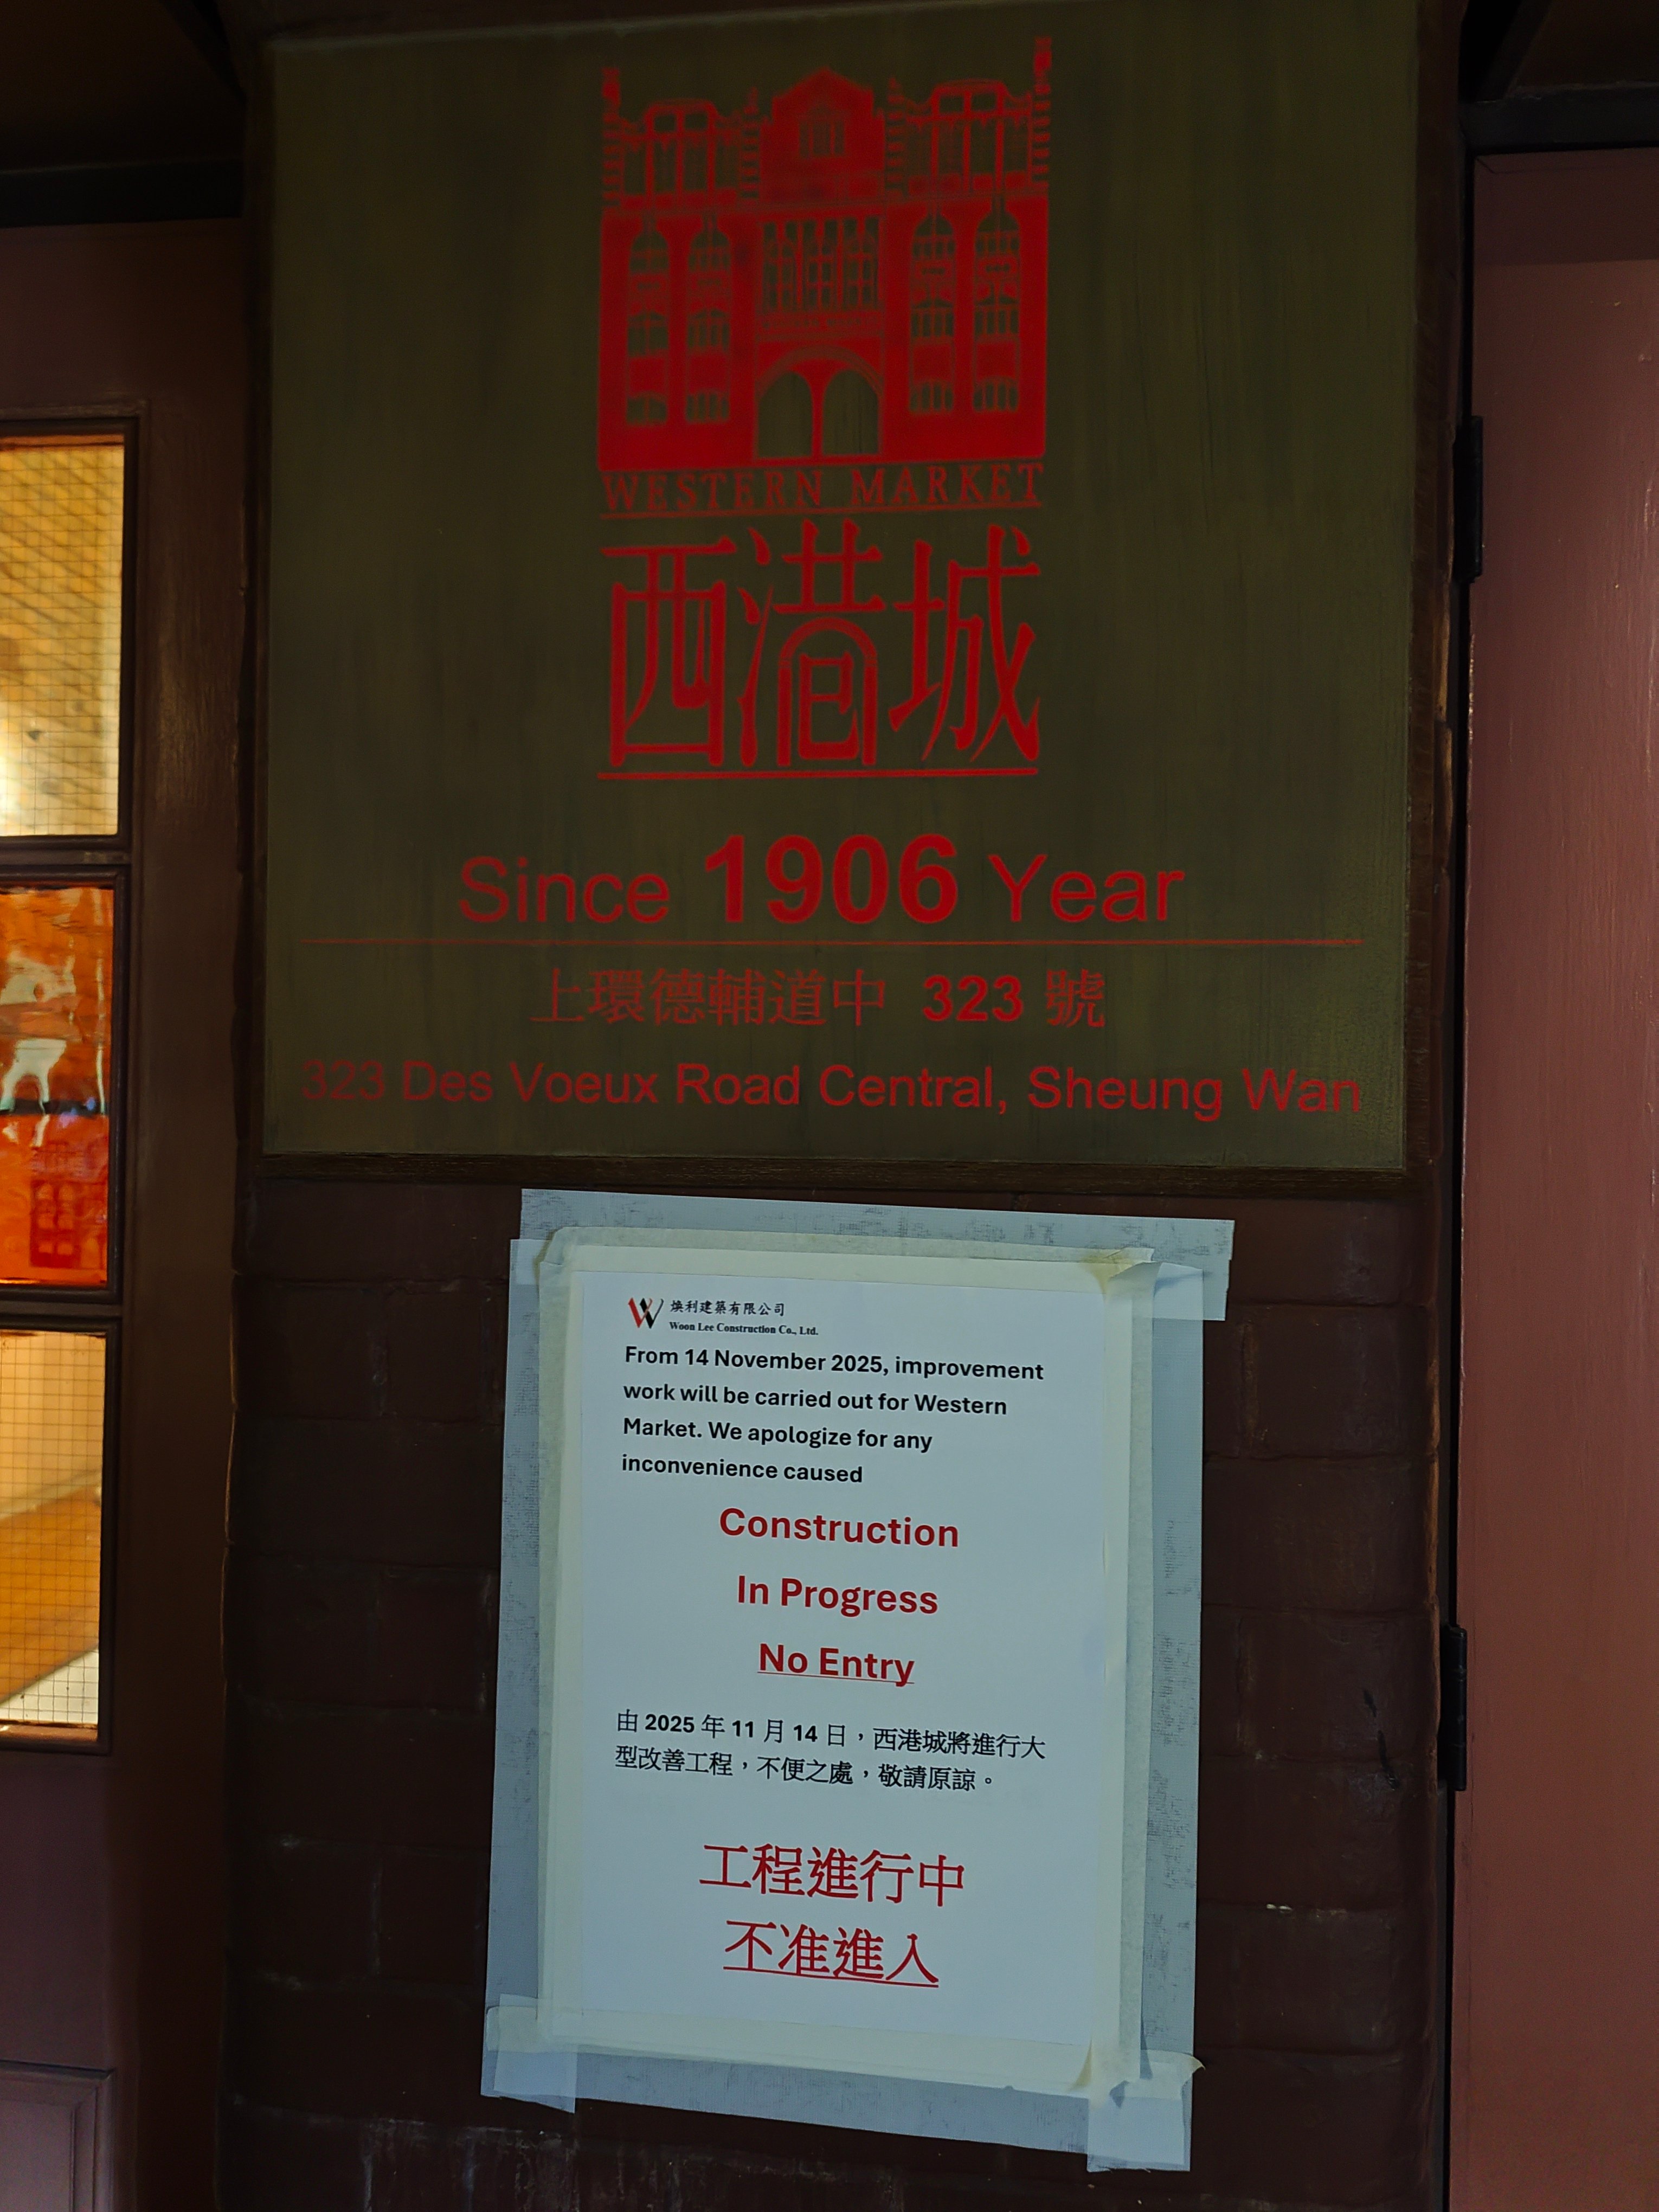 WESTERN MARKET
西港城
Since 1906 Year
上環德輔道中 323 號
323 Des Voeux Road Central, Sheung Wan
煥利建築有限公司
Woon Lee Construction Co., Ltd.
From 14 November 2025, improvement
work will be carried out for Western
Market. We apologize for any
inconvenience caused
Construction
In Progress
No Entry
由 2025 年 11 月 14 日，西港城將進行大
型改善工程，不便之處，敬請原諒。
工程進行中
不准進入